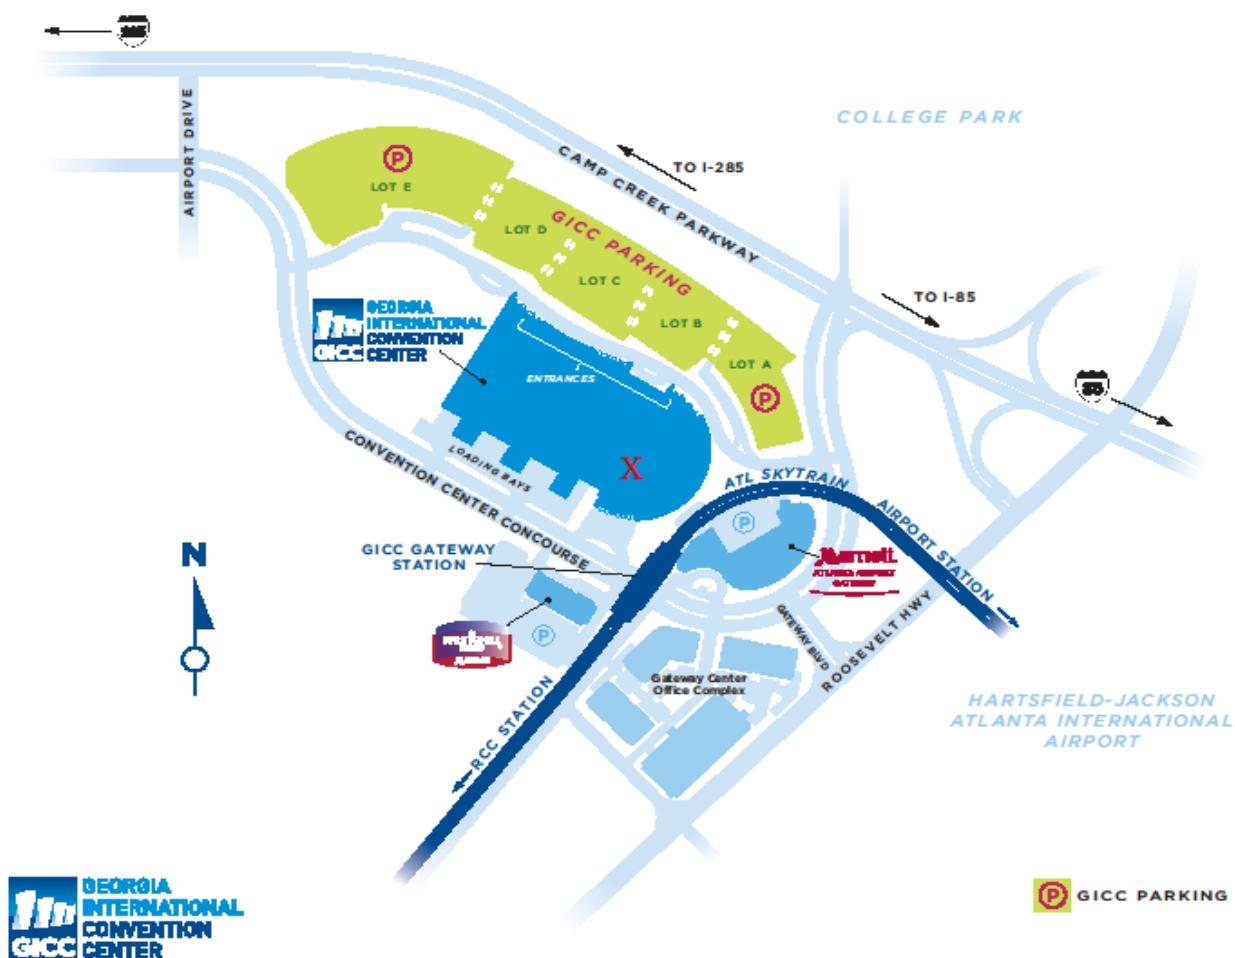 COLLEGE PARK
TO I-285
CAMP CREEK PARKWAY
AIRPORT DRIVE
P
LOT E
LOT D
GICC PARKING
LOT C
LOT B
LOT A
P
TO I-85
85
GEORGIA
INTERNATIONAL
CONVENTION
CENTER
GICC
ENTRANCES
LOADING BAYS
X
CONVENTION CENTER CONCOURSE
ATL SKYTRAIN
AIRPORT STATION
P
GICC GATEWAY
STATION
Marriott
ATLANTA AIRPORT
GATEWAY
N
P
GATEWAY BLVD
ROOSEVELT HWY
Gateway Center
Office Complex
RCC STATION
HARTSFIELD-JACKSON
ATLANTA INTERNATIONAL
AIRPORT
GEORGIA
INTERNATIONAL
CONVENTION
CENTER
GICC
P GICC PARKING